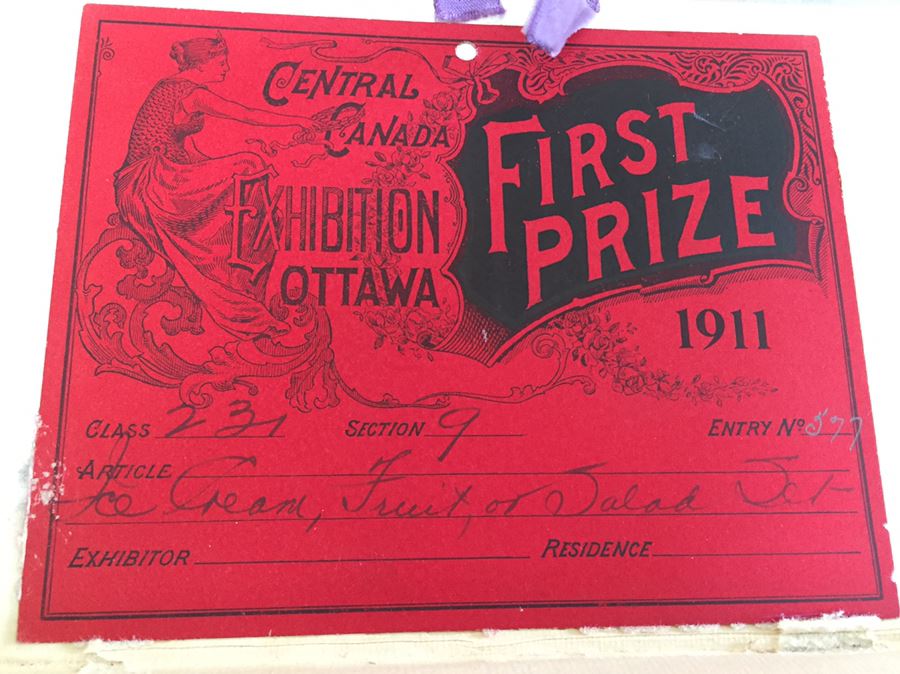 CENTRAL
CANADA
EXHIBITION
OTTAWA
FIRST
PRIZE
1911
CLASS 231 SECTION 9 ENTRY Nº 577
ARTICLE
Ice Cream, Fruit, or Salad Set
EXHIBITOR RESIDENCE